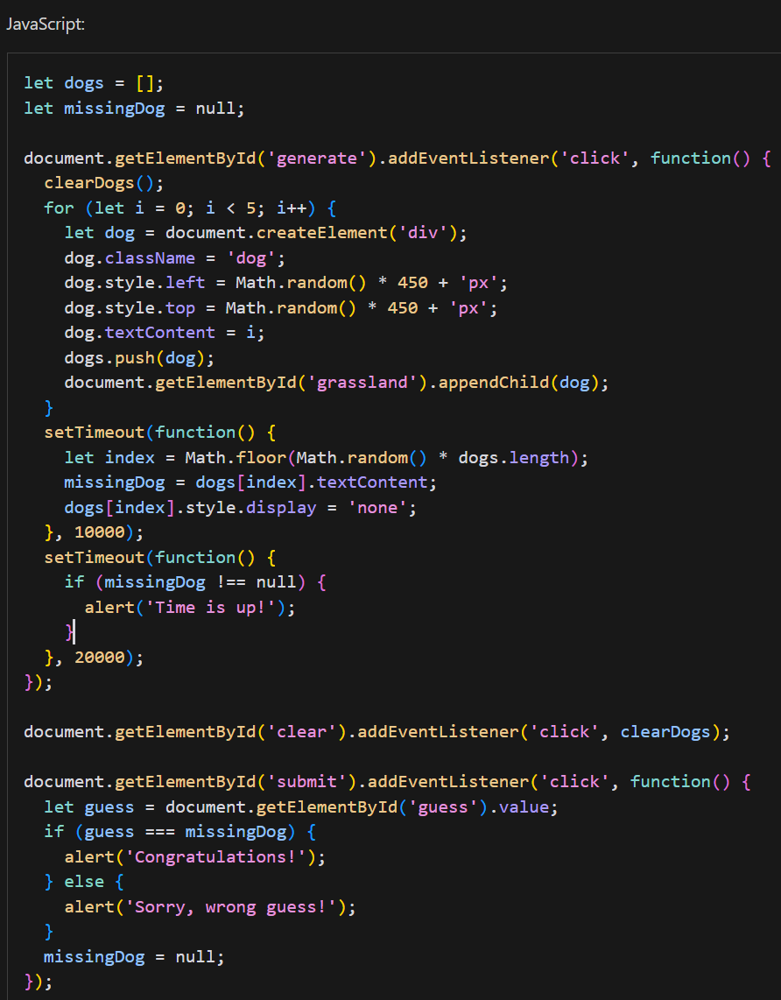 JavaScript:
let dogs = [];
let missingDog = null;
document.getElementById('generate').addEventListener('click', function() {
  clearDogs();
  for (let i = 0; i < 5; i++) {
    let dog = document.createElement('div');
    dog.className = 'dog';
    dog.style.left = Math.random() * 450 + 'px';
    dog.style.top = Math.random() * 450 + 'px';
    dog.textContent = i;
    dogs.push(dog);
    document.getElementById('grassland').appendChild(dog);
  }
  setTimeout(function() {
    let index = Math.floor(Math.random() * dogs.length);
    missingDog = dogs[index].textContent;
    dogs[index].style.display = 'none';
  }, 10000);
  setTimeout(function() {
    if (missingDog !== null) {
      alert('Time is up!');
    }
  }, 20000);
});
document.getElementById('clear').addEventListener('click', clearDogs);
document.getElementById('submit').addEventListener('click', function() {
  let guess = document.getElementById('guess').value;
  if (guess === missingDog) {
    alert('Congratulations!');
  } else {
    alert('Sorry, wrong guess!');
  }
  missingDog = null;
});